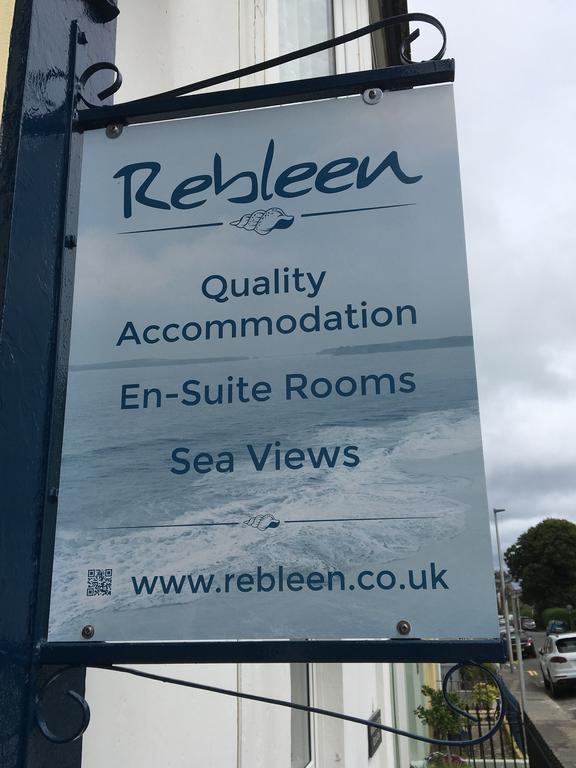 Rebleen
Quality
Accommodation
En-Suite Rooms
Sea Views
www.rebleen.co.uk